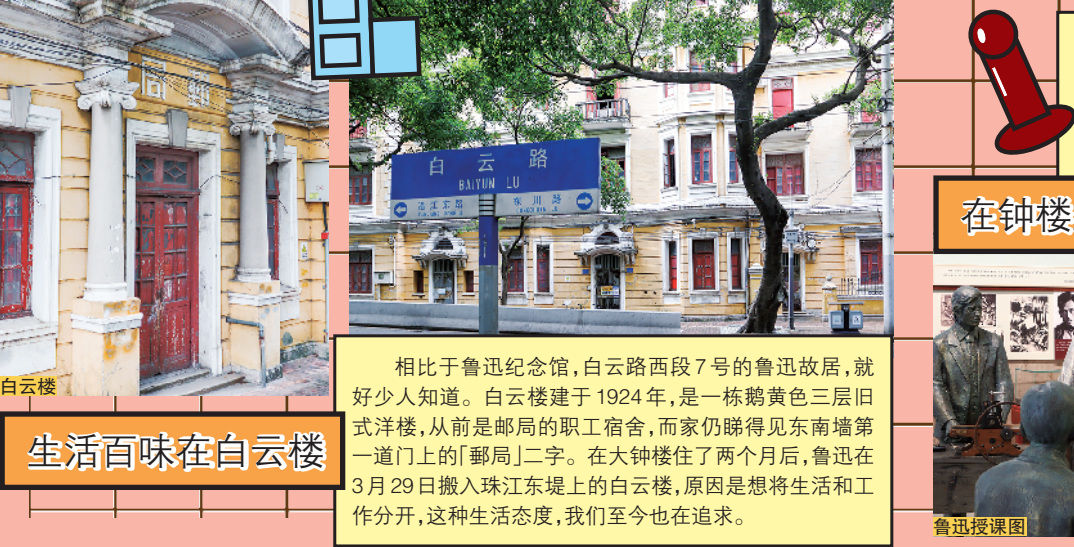 白云路
BAIYUN LU
东川路
白云楼
生活百味在白云楼
相比于鲁迅纪念馆,白云路西段7号的鲁迅故居,就
好少人知道。白云楼建于1924年,是一栋鹅黄色三层旧
式洋楼,从前是邮局的职工宿舍,而家仍睇得见东南墙第
一道门上的「郵局」二字。在大钟楼住了两个月后,鲁迅在
3月29日搬入珠江东堤上的白云楼,原因是想将生活和工
作分开,这种生活态度,我们至今也在追求。
在钟楼
鲁迅授课图